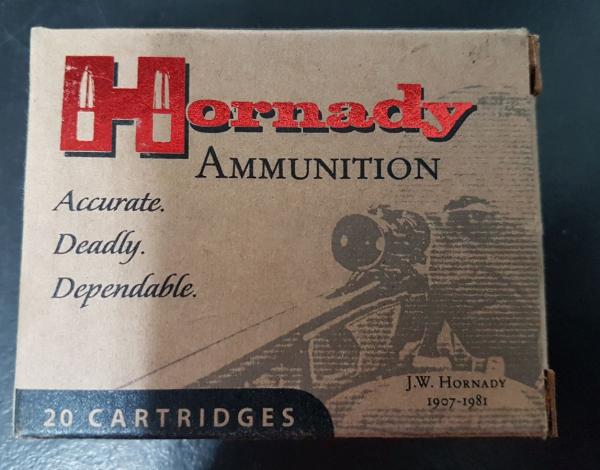 Hornady
AMMUNITION
Accurate.
Deadly.
Dependable.
J.W. HORNADY
1907-1981
20 CARTRIDGES